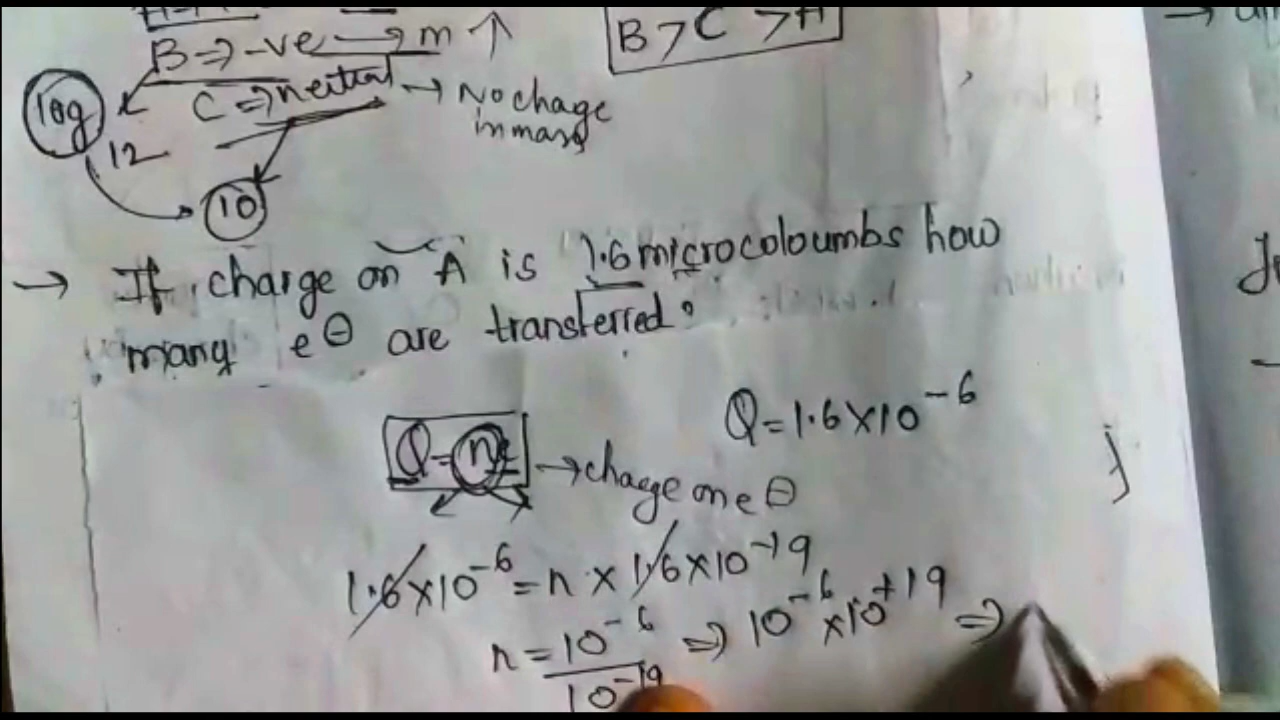 B ⇒ -ve → m ↑
B > C > A
10g
C ⇒ neutral → No chage
in mass
12
10
→ If charge on A is 1.6 microcoloumbs how
many e⊖ are transferred.
Q = 1.6×10⁻⁶
Q = ne → charge on e⊖
1.6×10⁻⁶ = n × 1.6×10⁻¹⁹
n = 10⁻⁶ / 10⁻¹⁹ ⇒ 10⁻⁶ × 10⁺¹⁹ ⇒